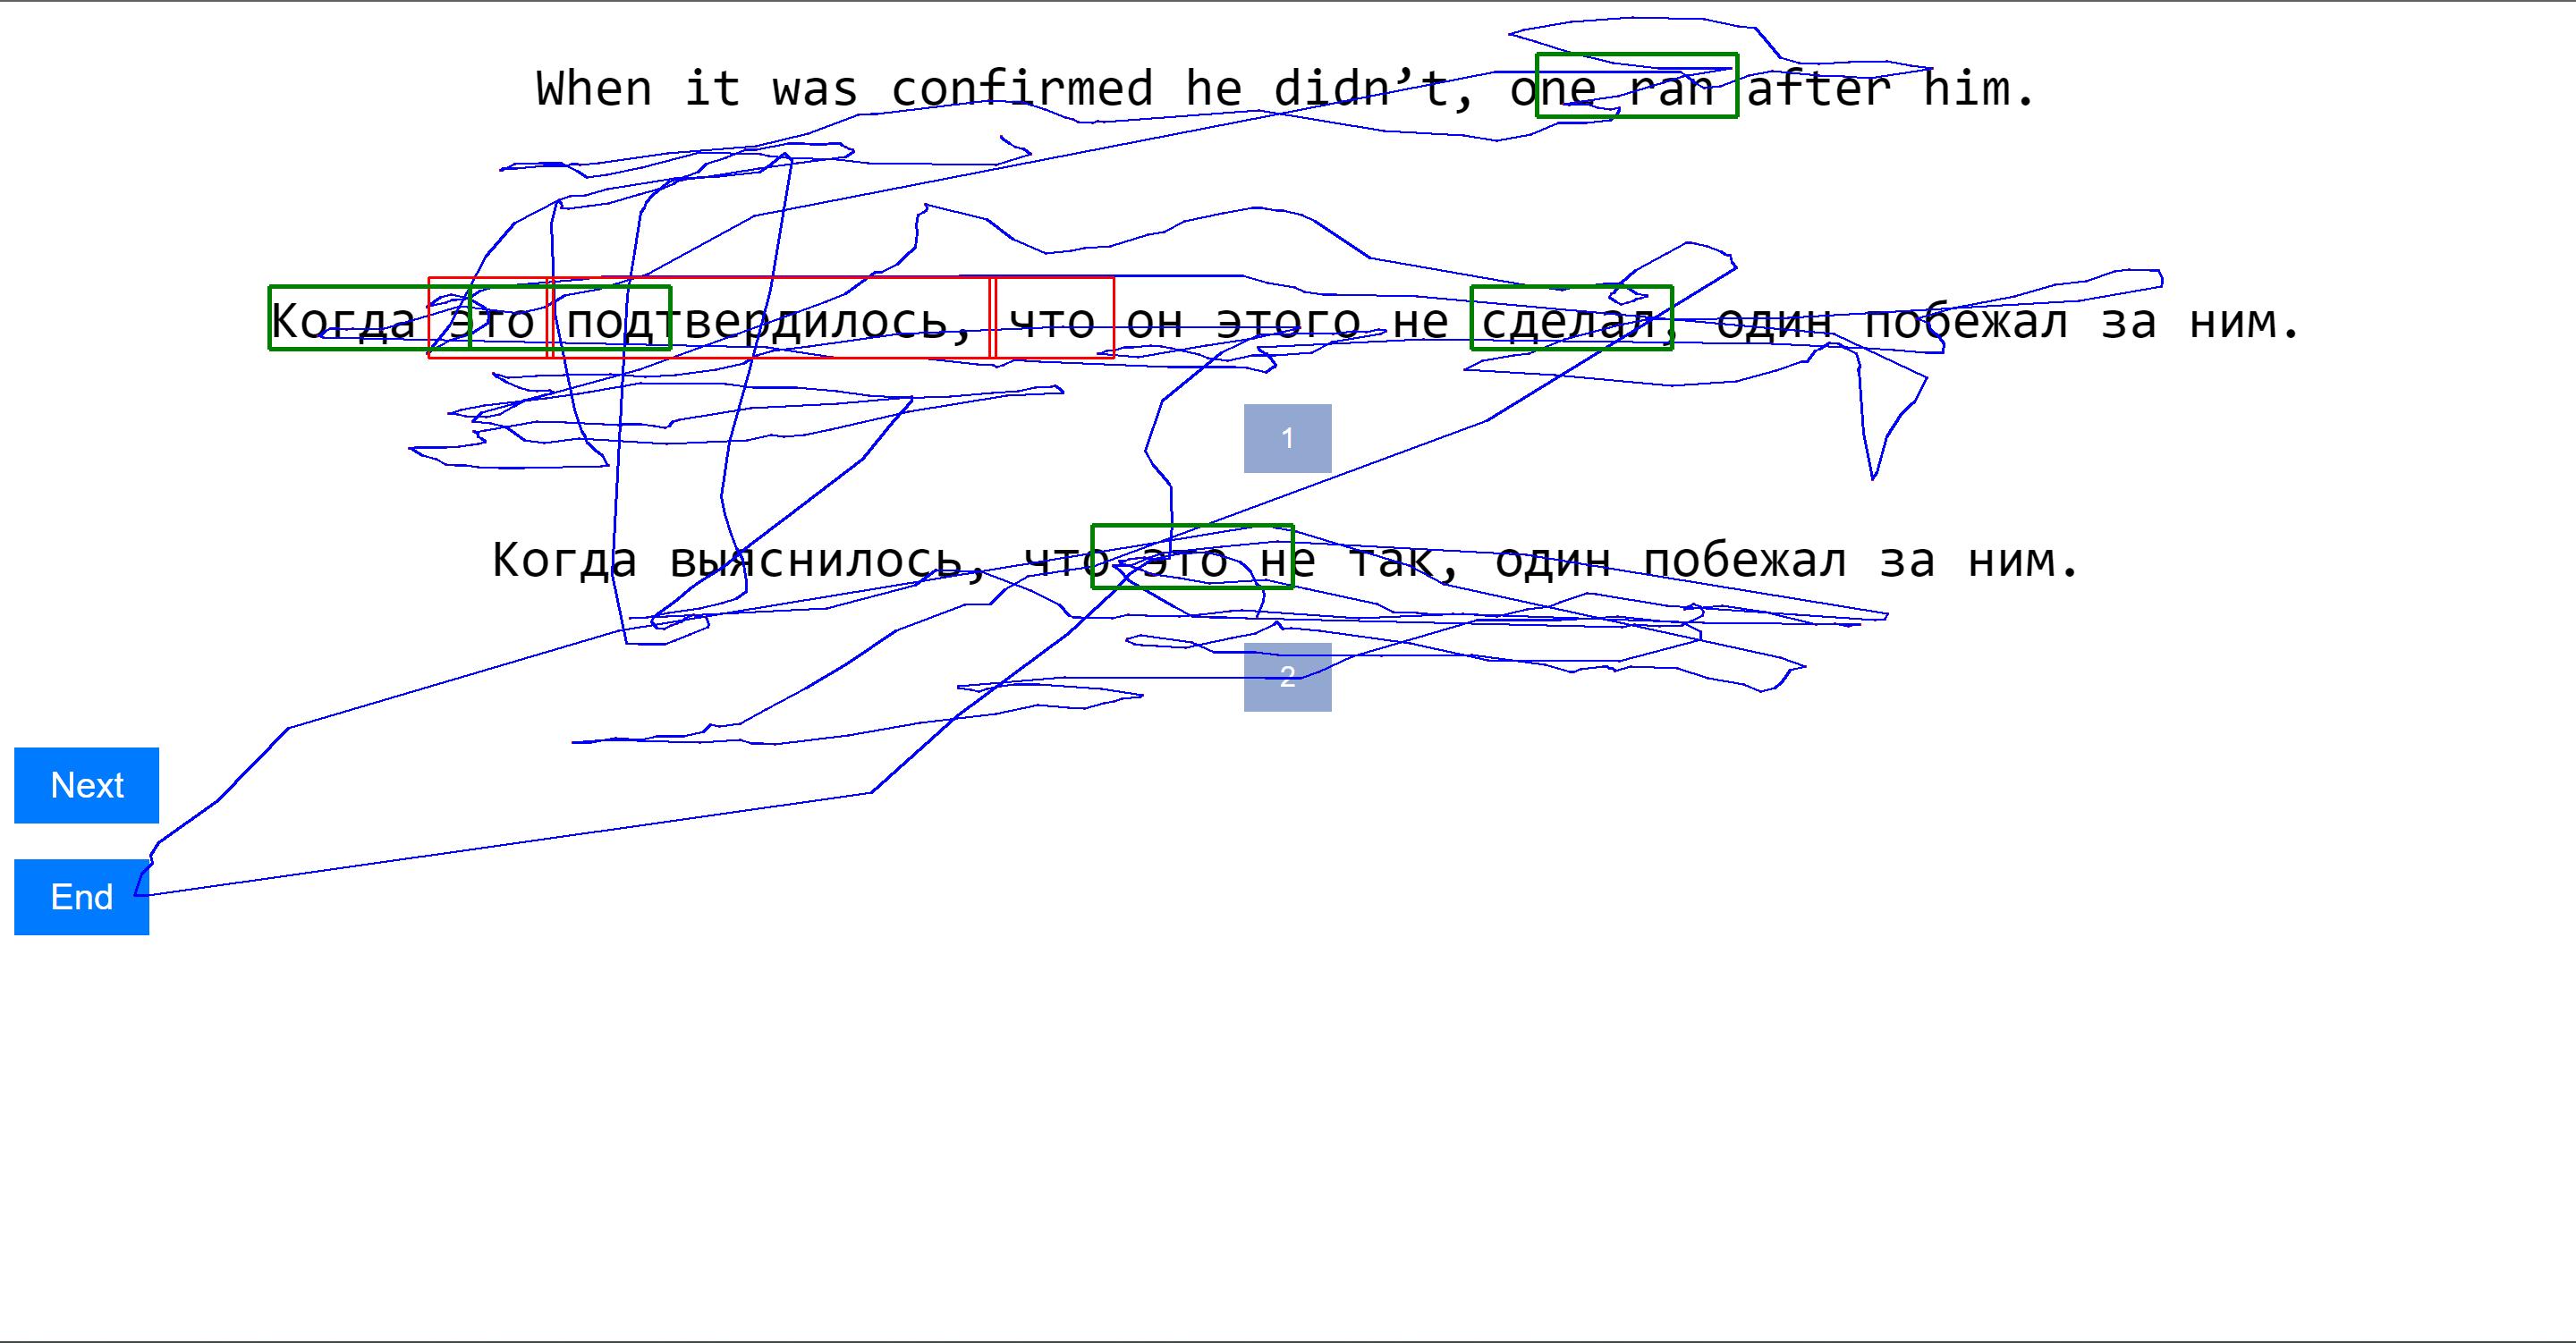 When it was confirmed he didn’t, one ran after him.
Когда это подтвердилось, что он этого не сделал, один побежал за ним.
1
Когда выяснилось, что это не так, один побежал за ним.
2
Next
End